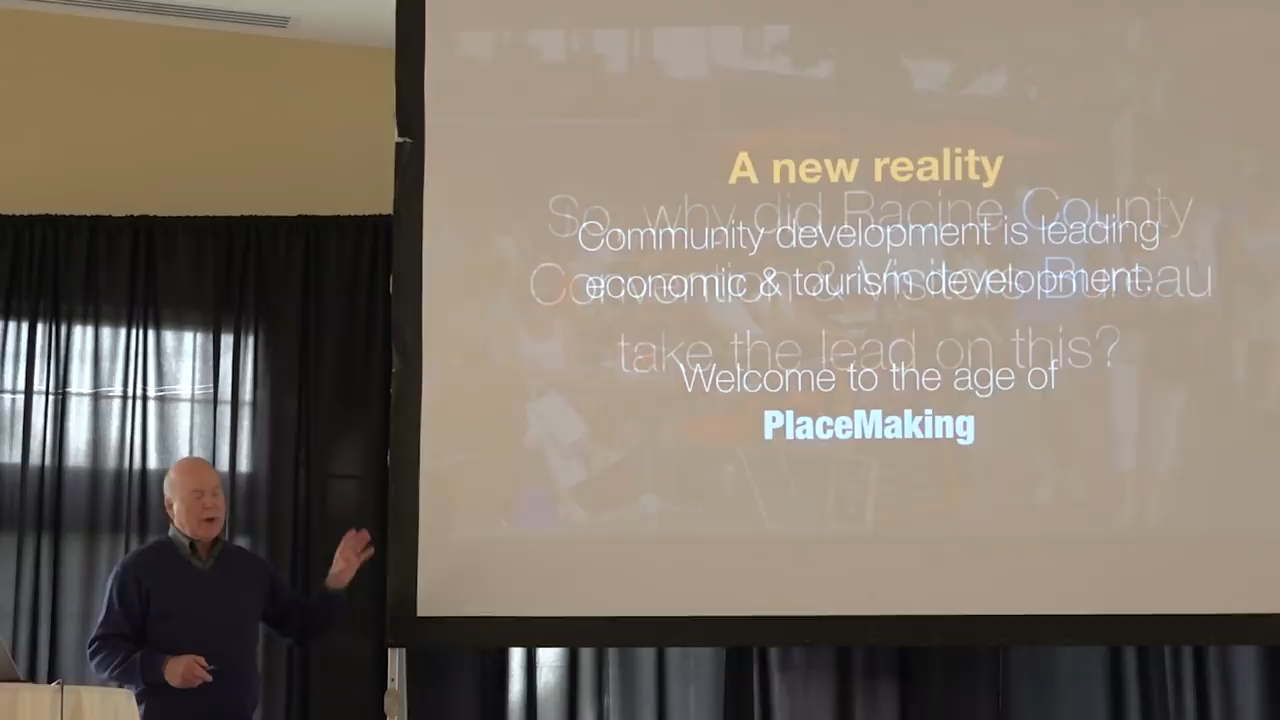 A new reality
So, why did Racine County
Community development is leading
Convention & Visitors Bureau
economic & tourism development.
take the lead on this?
Welcome to the age of
PlaceMaking